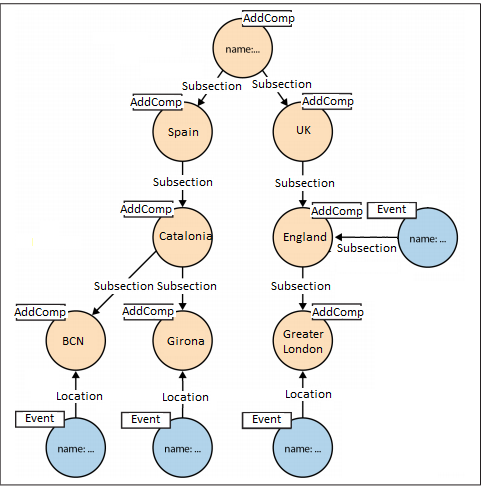 AddComp
name:...
Subsection Subsection
AddComp AddComp
Spain UK
Subsection Subsection
AddComp AddComp Event
Catalonia England name: ...
Subsection
Subsection Subsection Subsection
AddComp AddComp AddComp
BCN Girona Greater
London
Location Location Location
Event Event Event
name: ... name: ... name: ...